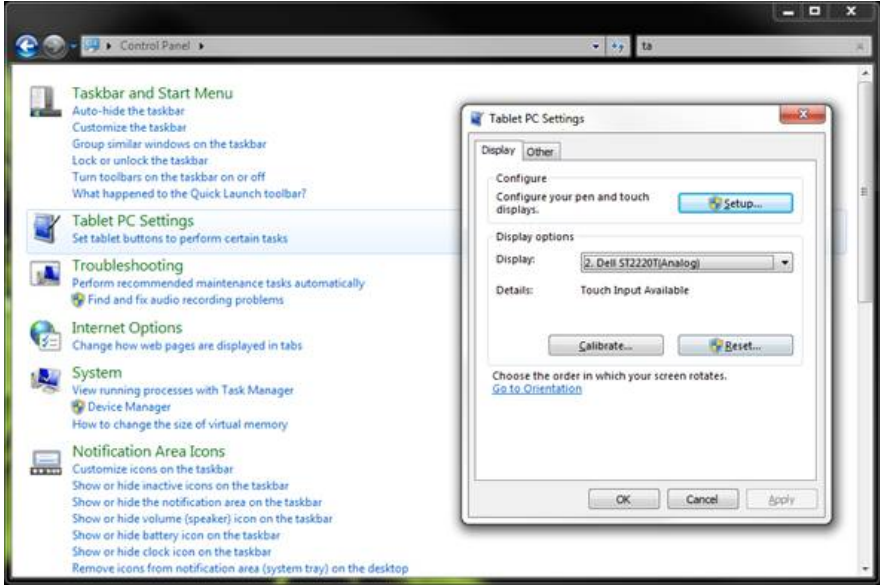 Control Panel
ta
Taskbar and Start Menu
Auto-hide the taskbar
Customize the taskbar
Group similar windows on the taskbar
Lock or unlock the taskbar
Turn toolbars on the taskbar on or off
What happened to the Quick Launch toolbar?
Tablet PC Settings
Set tablet buttons to perform certain tasks
Troubleshooting
Perform recommended maintenance tasks automatically
Find and fix audio recording problems
Internet Options
Change how web pages are displayed in tabs
System
View running processes with Task Manager
Device Manager
How to change the size of virtual memory
Notification Area Icons
Customize icons on the taskbar
Show or hide inactive icons on the taskbar
Show or hide the notification area on the taskbar
Show or hide volume (speaker) icon on the taskbar
Show or hide battery icon on the taskbar
Show or hide clock icon on the taskbar
Remove icons from notification area (system tray) on the desktop
Tablet PC Settings
Display Other
Configure
Configure your pen and touch
displays.
Setup...
Display options
Display: 2. Dell ST2220T(Analog)
Details: Touch Input Available
Calibrate... Reset...
Choose the order in which your screen rotates.
Go to Orientation
OK Cancel Apply